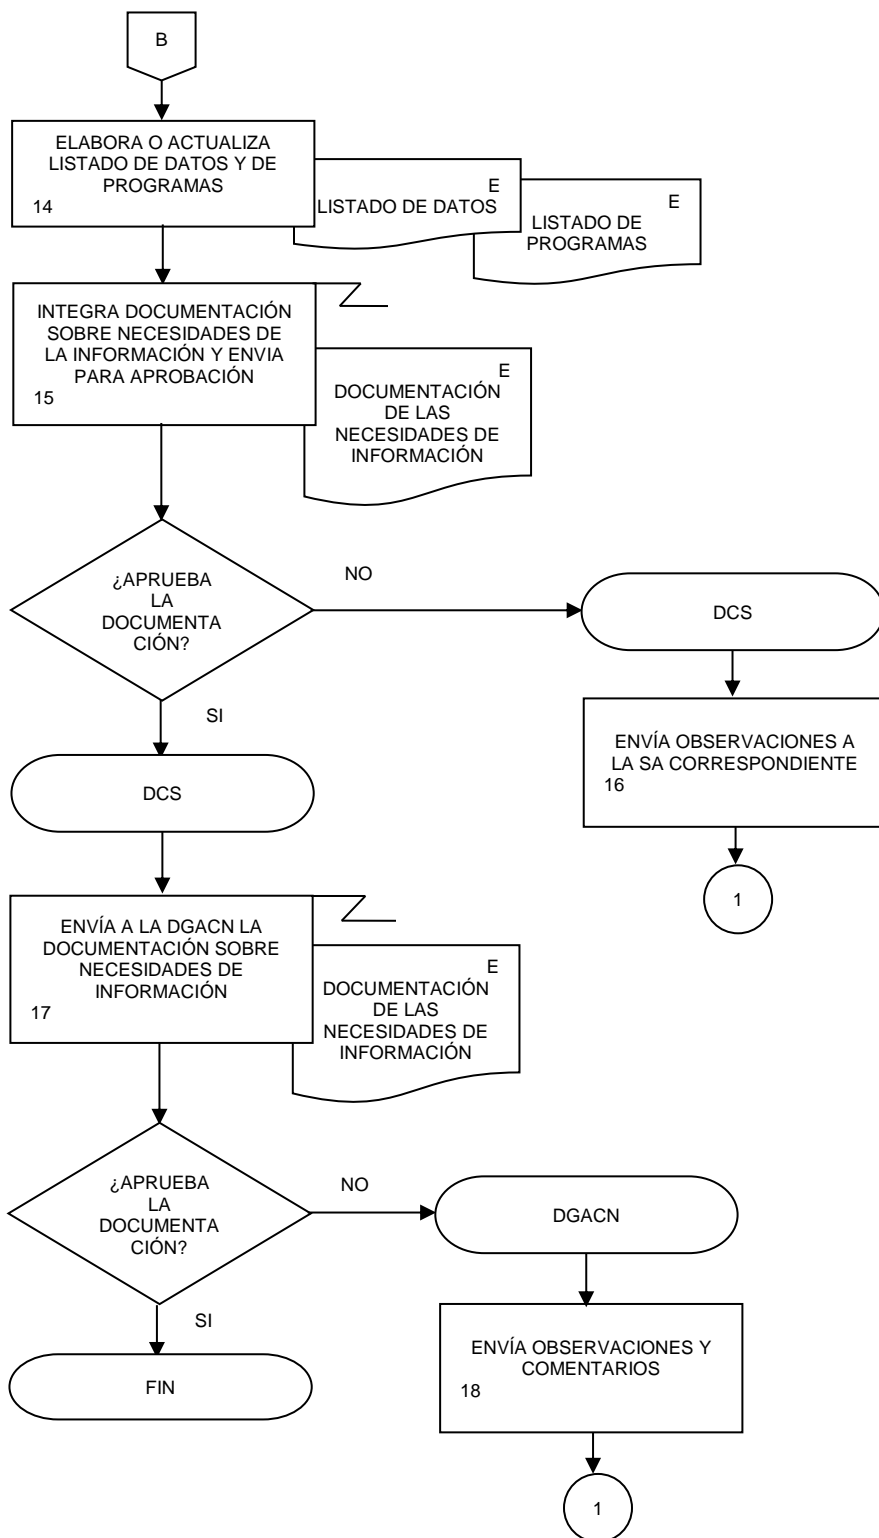 B
ELABORA O ACTUALIZA
LISTADO DE DATOS Y DE
PROGRAMAS
14
E
LISTADO DE DATOS
E
LISTADO DE
PROGRAMAS
INTEGRA DOCUMENTACIÓN
SOBRE NECESIDADES DE
LA INFORMACIÓN Y ENVIA
PARA APROBACIÓN
15
E
DOCUMENTACIÓN
DE LAS
NECESIDADES DE
INFORMACIÓN
¿APRUEBA
LA
DOCUMENTA
CIÓN?
NO
DCS
ENVÍA OBSERVACIONES A
LA SA CORRESPONDIENTE
16
1
SI
DCS
ENVÍA A LA DGACN LA
DOCUMENTACIÓN SOBRE
NECESIDADES DE
INFORMACIÓN
17
E
DOCUMENTACIÓN
DE LAS
NECESIDADES DE
INFORMACIÓN
¿APRUEBA
LA
DOCUMENTA
CIÓN?
NO
DGACN
ENVÍA OBSERVACIONES Y
COMENTARIOS
18
1
SI
FIN